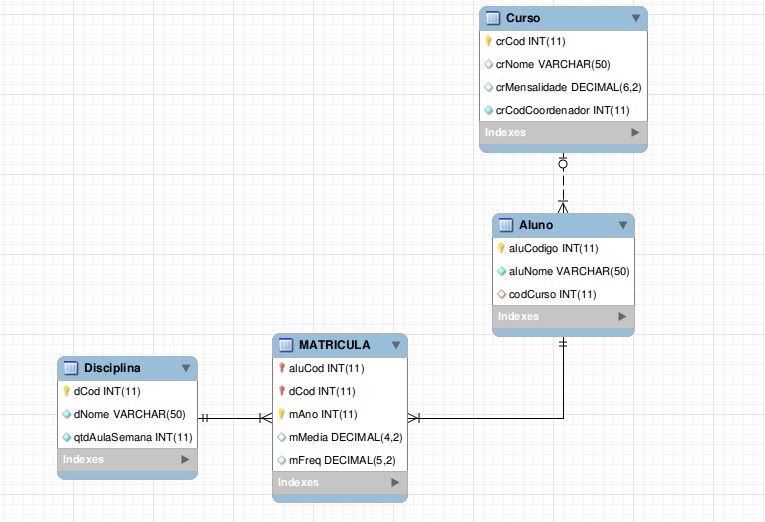 Curso
crCod INT(11)
crNome VARCHAR(50)
crMensalidade DECIMAL(6,2)
crCodCoordenador INT(11)
Indexes
Aluno
aluCodigo INT(11)
aluNome VARCHAR(50)
codCurso INT(11)
Indexes
MATRICULA
aluCod INT(11)
dCod INT(11)
mAno INT(11)
mMedia DECIMAL(4,2)
mFreq DECIMAL(5,2)
Indexes
Disciplina
dCod INT(11)
dNome VARCHAR(50)
qtdAulaSemana INT(11)
Indexes